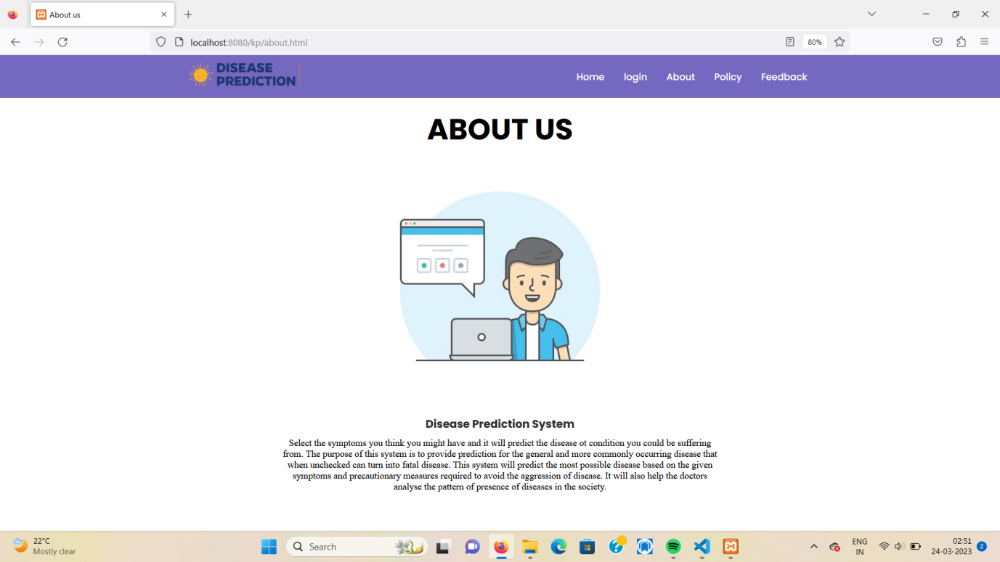 About us
localhost:8080/kp/about.html
80%
DISEASE
PREDICTION
Home login About Policy Feedback
ABOUT US
Disease Prediction System
Select the symptoms you think you might have and it will predict the disease ot condition you could be suffering
from. The purpose of this system is to provide prediction for the general and more commonly occurring disease that
when unchecked can turn into fatal disease. This system will predict the most possible disease based on the given
symptoms and precautionary measures required to avoid the aggression of disease. It will also help the doctors
analyse the pattern of presence of diseases in the society.
22°C
Mostly clear
Search
ENG
IN
02:51
24-03-2023
2